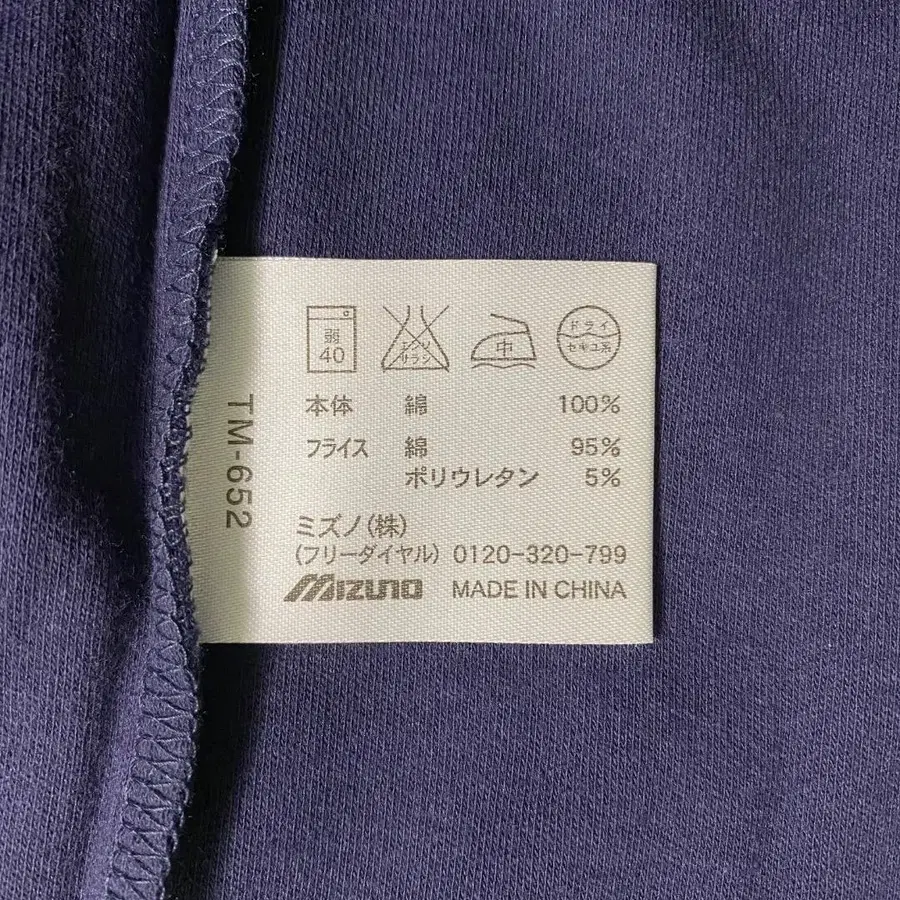 弱
40
エンソ
サラシ
中
ドライ
セキユ系
本体 綿 100%
フライス 綿 95%
ポリウレタン 5%
ミズノ(株)
(フリーダイヤル) 0120-320-799
MIZUNO MADE IN CHINA
TM-652